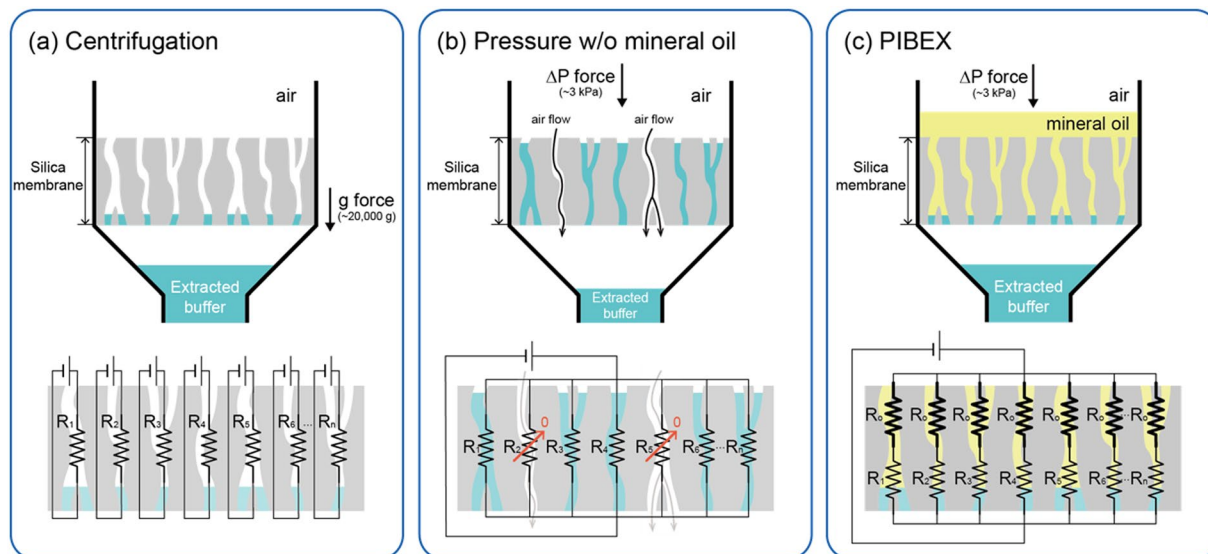 (a) Centrifugation
air
Silica
membrane
g force
(~20,000 g)
Extracted
buffer
R₁
R₂
R₃
R₄
R₅
R₆
...
Rₙ
(b) Pressure w/o mineral oil
ΔP force
(~3 kPa)
air
air flow
air flow
Silica
membrane
Extracted
buffer
0
0
R₁
R₂
R₃
R₄
R₅
R₆
...
Rₙ
(c) PIBEX
ΔP force
(~3 kPa)
air
mineral oil
Silica
membrane
Extracted
buffer
Rₒ
Rₒ
Rₒ
Rₒ
Rₒ
Rₒ
...
Rₒ
R₁
R₂
R₃
R₄
R₅
R₆
...
Rₙ